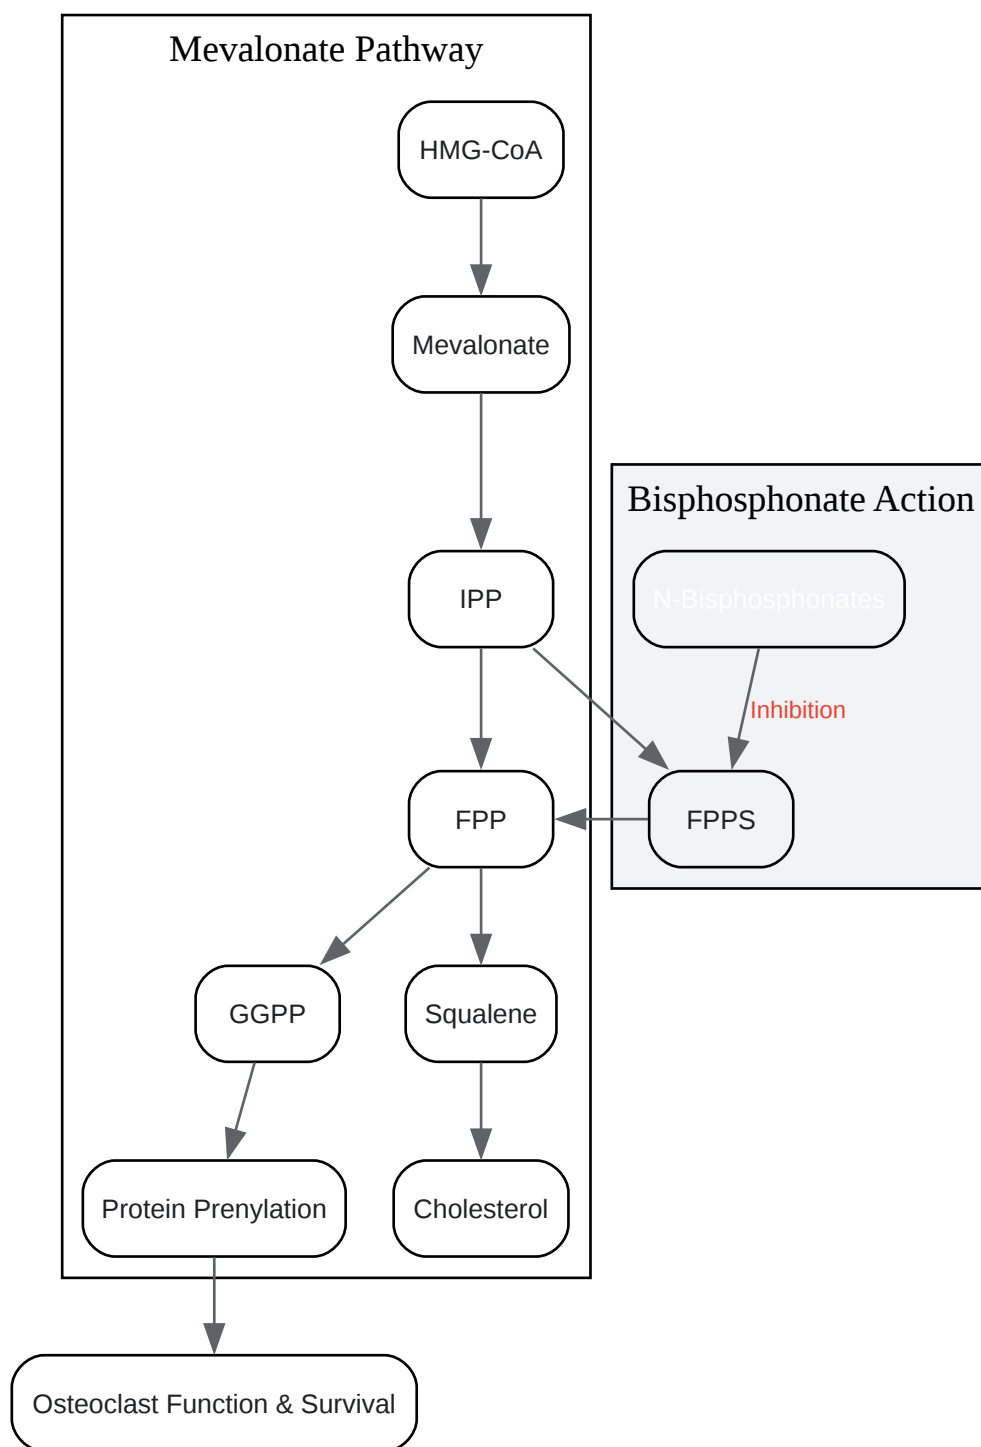 Mevalonate Pathway
HMG-CoA
Mevalonate
Bisphosphonate Action
IPP
N-Bisphosphonates
Inhibition
FPP
FPPS
GGPP
Squalene
Protein Prenylation
Cholesterol
Osteoclast Function & Survival